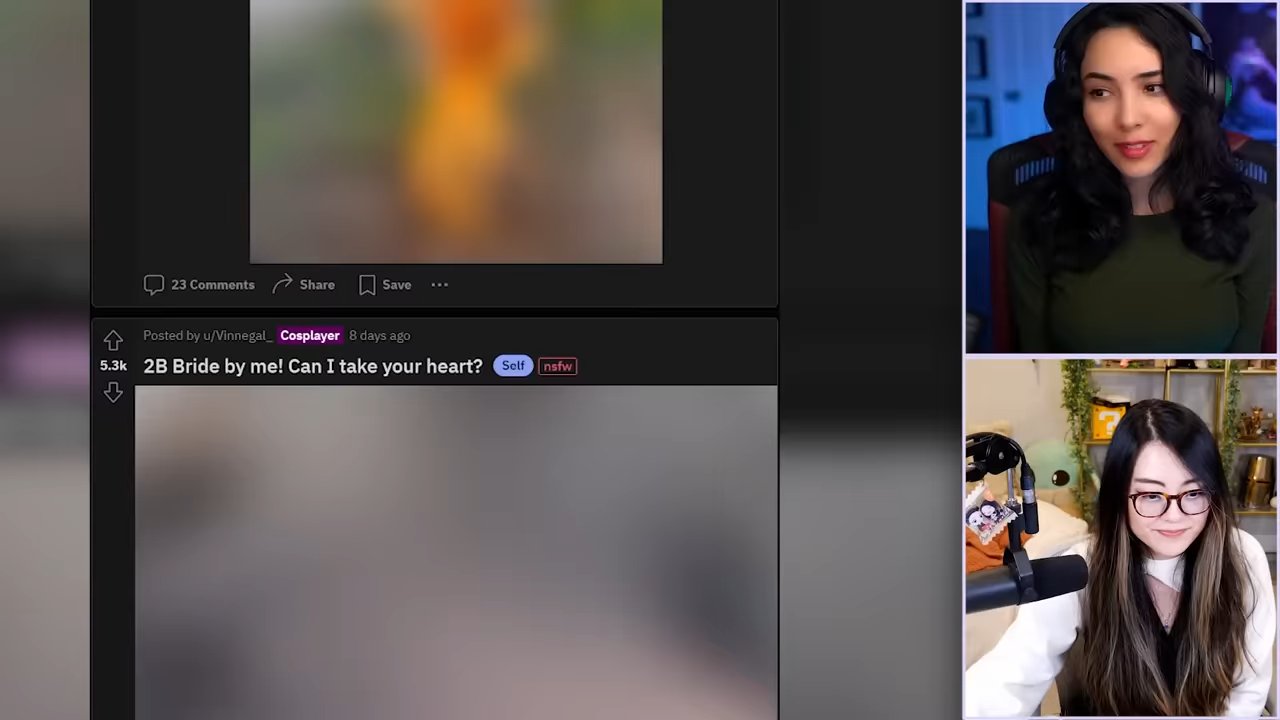 23 Comments Share Save
Posted by u/Vinnegal_ Cosplayer 8 days ago
5.3k
2B Bride by me! Can I take your heart? Self nsfw
?